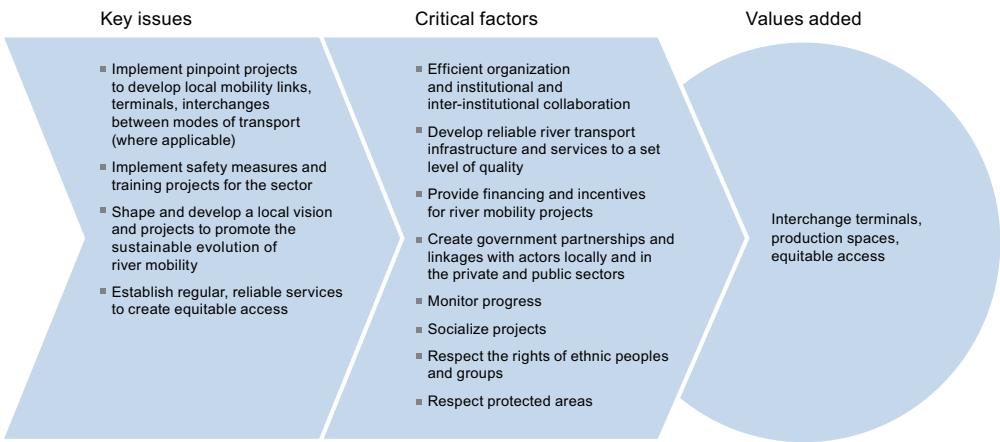 Key issues
Implement pinpoint projects
to develop local mobility links,
terminals, interchanges
between modes of transport
(where applicable)
Implement safety measures and
training projects for the sector
Shape and develop a local vision
and projects to promote the
sustainable evolution of
river mobility
Establish regular, reliable services
to create equitable access
Critical factors
Efficient organization
and institutional and
inter-institutional collaboration
Develop reliable river transport
infrastructure and services to a set
level of quality
Provide financing and incentives
for river mobility projects
Create government partnerships and
linkages with actors locally and in
the private and public sectors
Monitor progress
Socialize projects
Respect the rights of ethnic peoples
and groups
Respect protected areas
Values added
Interchange terminals,
production spaces,
equitable access